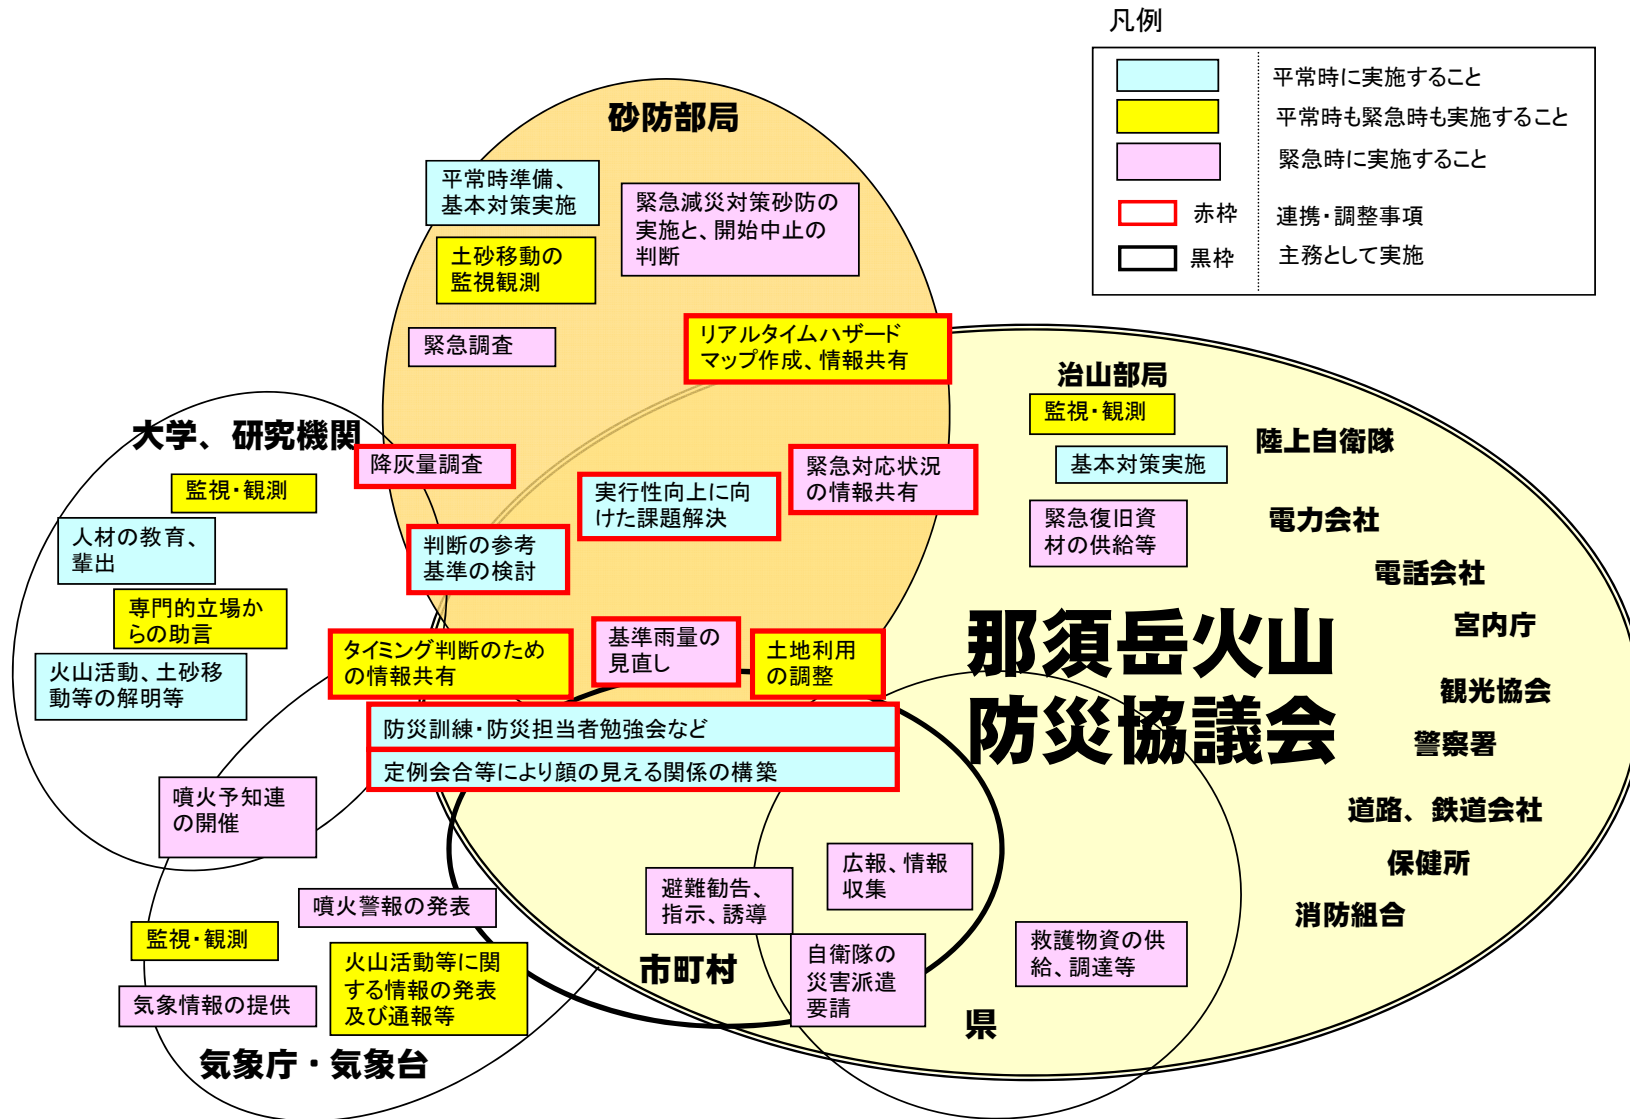 凡例
平常時に実施すること
平常時も緊急時も実施すること
緊急時に実施すること
赤枠
連携・調整事項
黒枠
主務として実施
砂防部局
平常時準備、
基本対策実施
緊急減災対策砂防の
実施と、開始中止の
判断
土砂移動の
監視観測
緊急調査
リアルタイムハザード
マップ作成、情報共有
治山部局
監視・観測
基本対策実施
緊急復旧資
材の供給等
陸上自衛隊
電力会社
電話会社
宮内庁
観光協会
警察署
道路、鉄道会社
保健所
消防組合
大学、研究機関
降灰量調査
監視・観測
人材の教育、
輩出
専門的立場か
らの助言
火山活動、土砂移
動等の解明等
実行性向上に向
けた課題解決
緊急対応状況
の情報共有
判断の参考
基準の検討
タイミング判断のため
の情報共有
基準雨量の
見直し
土地利用
の調整
那須岳火山
防災協議会
防災訓練・防災担当者勉強会など
定例会合等により顔の見える関係の構築
噴火予知連
の開催
噴火警報の発表
監視・観測
火山活動等に関
する情報の発表
及び通報等
気象情報の提供
気象庁・気象台
避難勧告、
指示、誘導
広報、情報
収集
市町村
自衛隊の
災害派遣
要請
救護物資の供
給、調達等
県